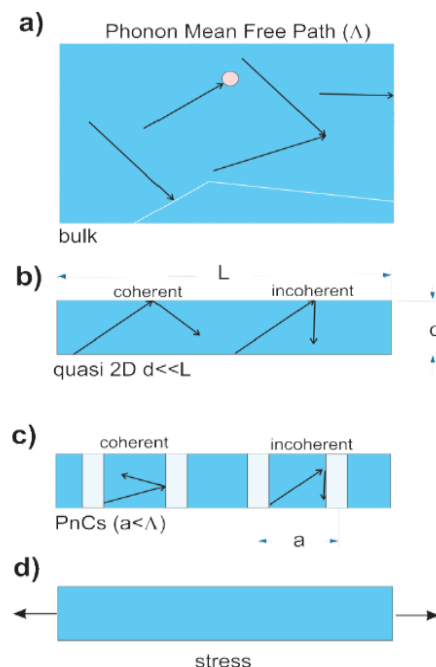 a)
Phonon Mean Free Path (Λ)
bulk
b)
L
coherent
incoherent
d
quasi 2D d<<L
c)
coherent
incoherent
PnCs (a<Λ)
a
d)
stress